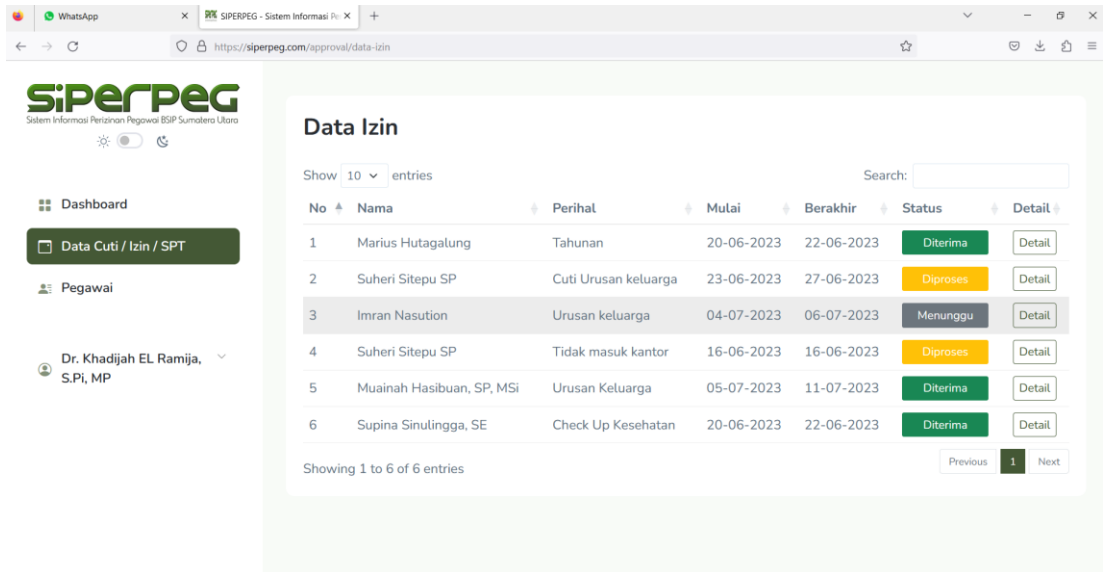 WhatsApp
SIPERPEG - Sistem Informasi Pe
https://siperpeg.com/approval/data-izin
SiPerPeG
Sistem Informasi Perizinan Pegawai BSIP Sumatera Utara
Dashboard
Data Cuti / Izin / SPT
Pegawai
Dr. Khadijah EL Ramija,
S.Pi, MP
Data Izin
Show 10 entries Search:
No Nama Perihal Mulai Berakhir Status Detail
1 Marius Hutagalung Tahunan 20-06-2023 22-06-2023 Diterima Detail
2 Suheri Sitepu SP Cuti Urusan keluarga 23-06-2023 27-06-2023 Diproses Detail
3 Imran Nasution Urusan keluarga 04-07-2023 06-07-2023 Menunggu Detail
4 Suheri Sitepu SP Tidak masuk kantor 16-06-2023 16-06-2023 Diproses Detail
5 Muainah Hasibuan, SP, MSi Urusan Keluarga 05-07-2023 11-07-2023 Diterima Detail
6 Supina Sinulingga, SE Check Up Kesehatan 20-06-2023 22-06-2023 Diterima Detail
Showing 1 to 6 of 6 entries Previous 1 Next